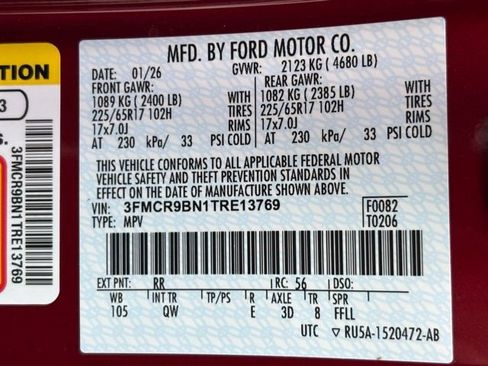 TION
3
S.
3FMCR9BN1TRE13769
MFD. BY FORD MOTOR CO.
DATE: 01/26 GVWR: 2123 KG ( 4680 LB)
FRONT GAWR: REAR GAWR:
1089 KG ( 2400 LB) WITH 1082 KG ( 2385 LB) WITH
225/65R17 102H TIRES 225/65R17 102H TIRES
17x7.0J RIMS 17x7.0J RIMS
AT 230 kPa/ 33 PSI COLD AT 230 kPa/ 33 PSI COLD
THIS VEHICLE CONFORMS TO ALL APPLICABLE FEDERAL MOTOR
VEHICLE SAFETY AND THEFT PREVENTION STANDARDS IN
EFFECT ON THE DATE OF MANUFACTURE SHOWN ABOVE.
VIN: 3FMCR9BN1TRE13769 F0082
TYPE: MPV T0206
EXT PNT: RR RC: 56 DSO:
WB INT TR TP/PS R AXLE TR SPR
105 QW E 3D 8 FFLL
UTC ▽ RU5A-1520472-AB